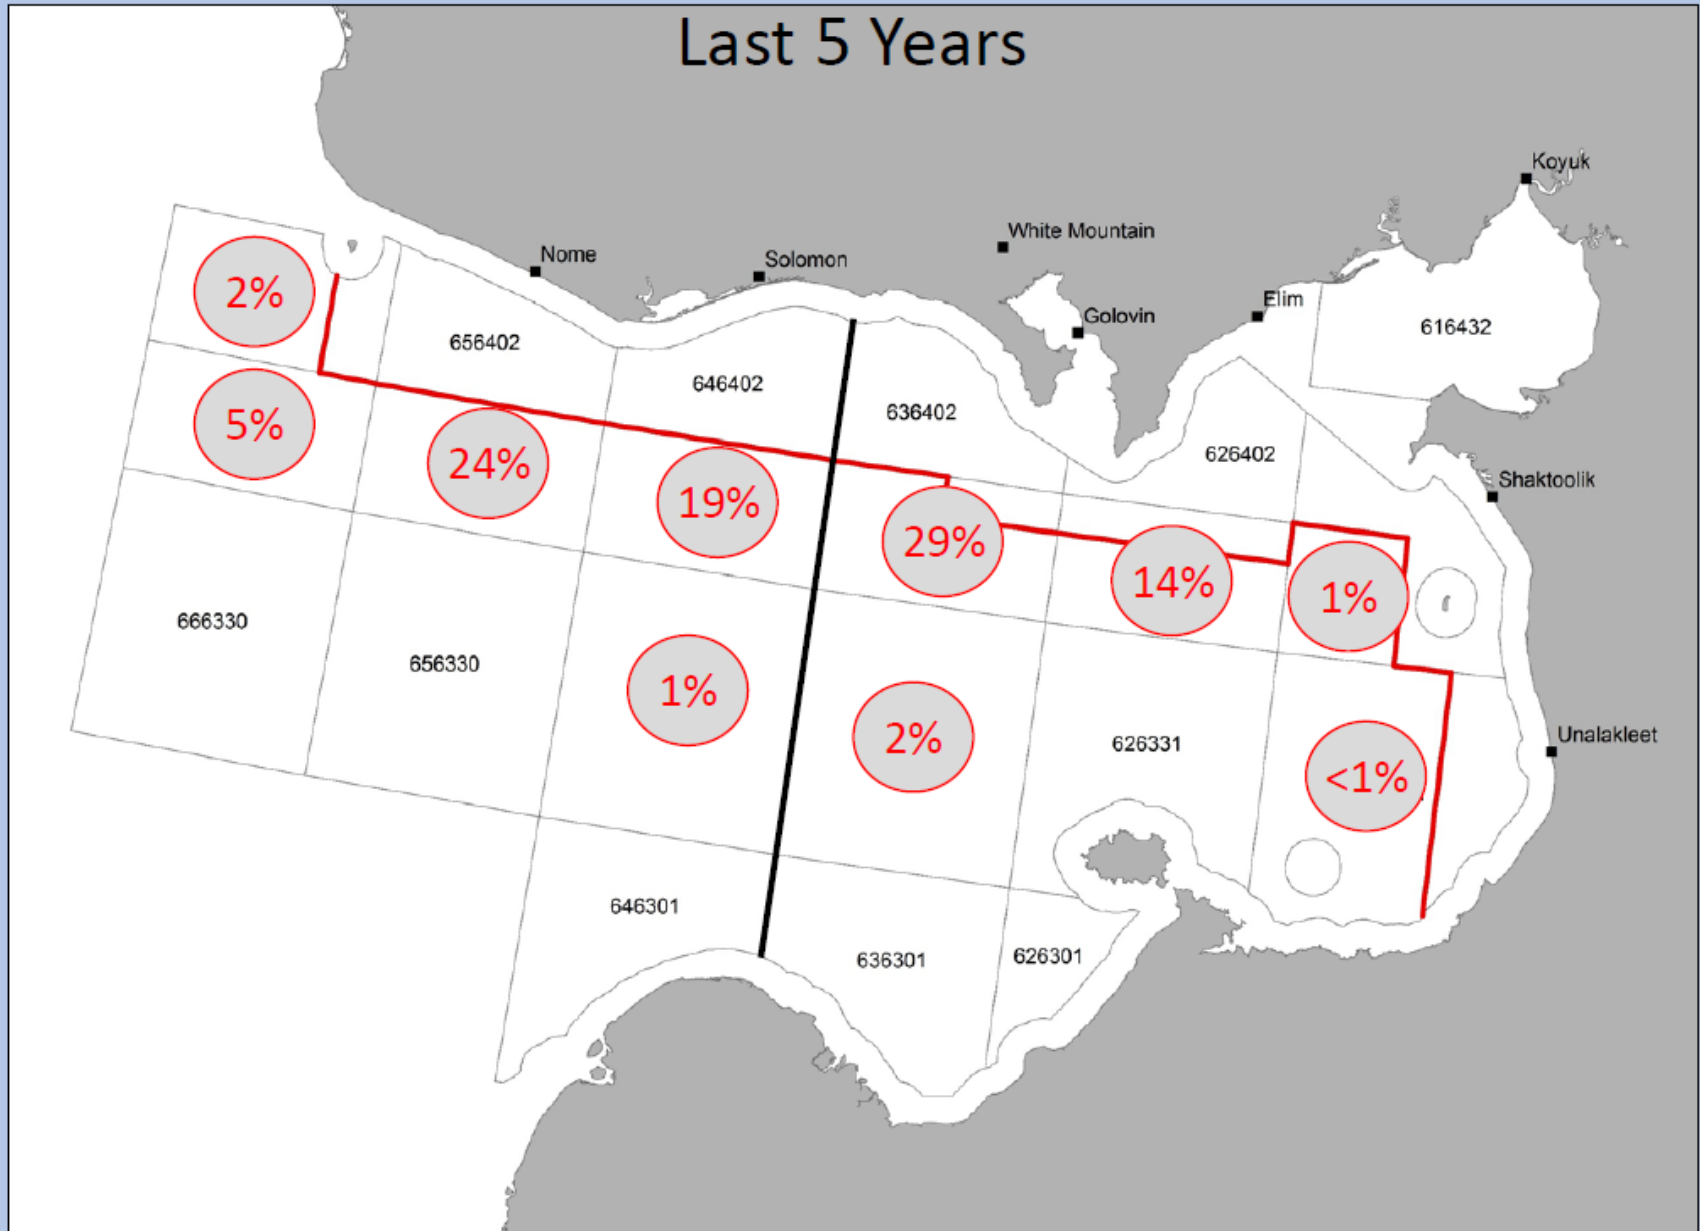 Last 5 Years
Koyuk
White Mountain
Nome
Solomon
2%
Elim
Golovin
616432
656402
646402
636402
5%
626402
24%
Shaktoolik
19%
29%
14%
1%
666330
656330
1%
2%
626331
Unalakleet
<1%
646301
636301
626301